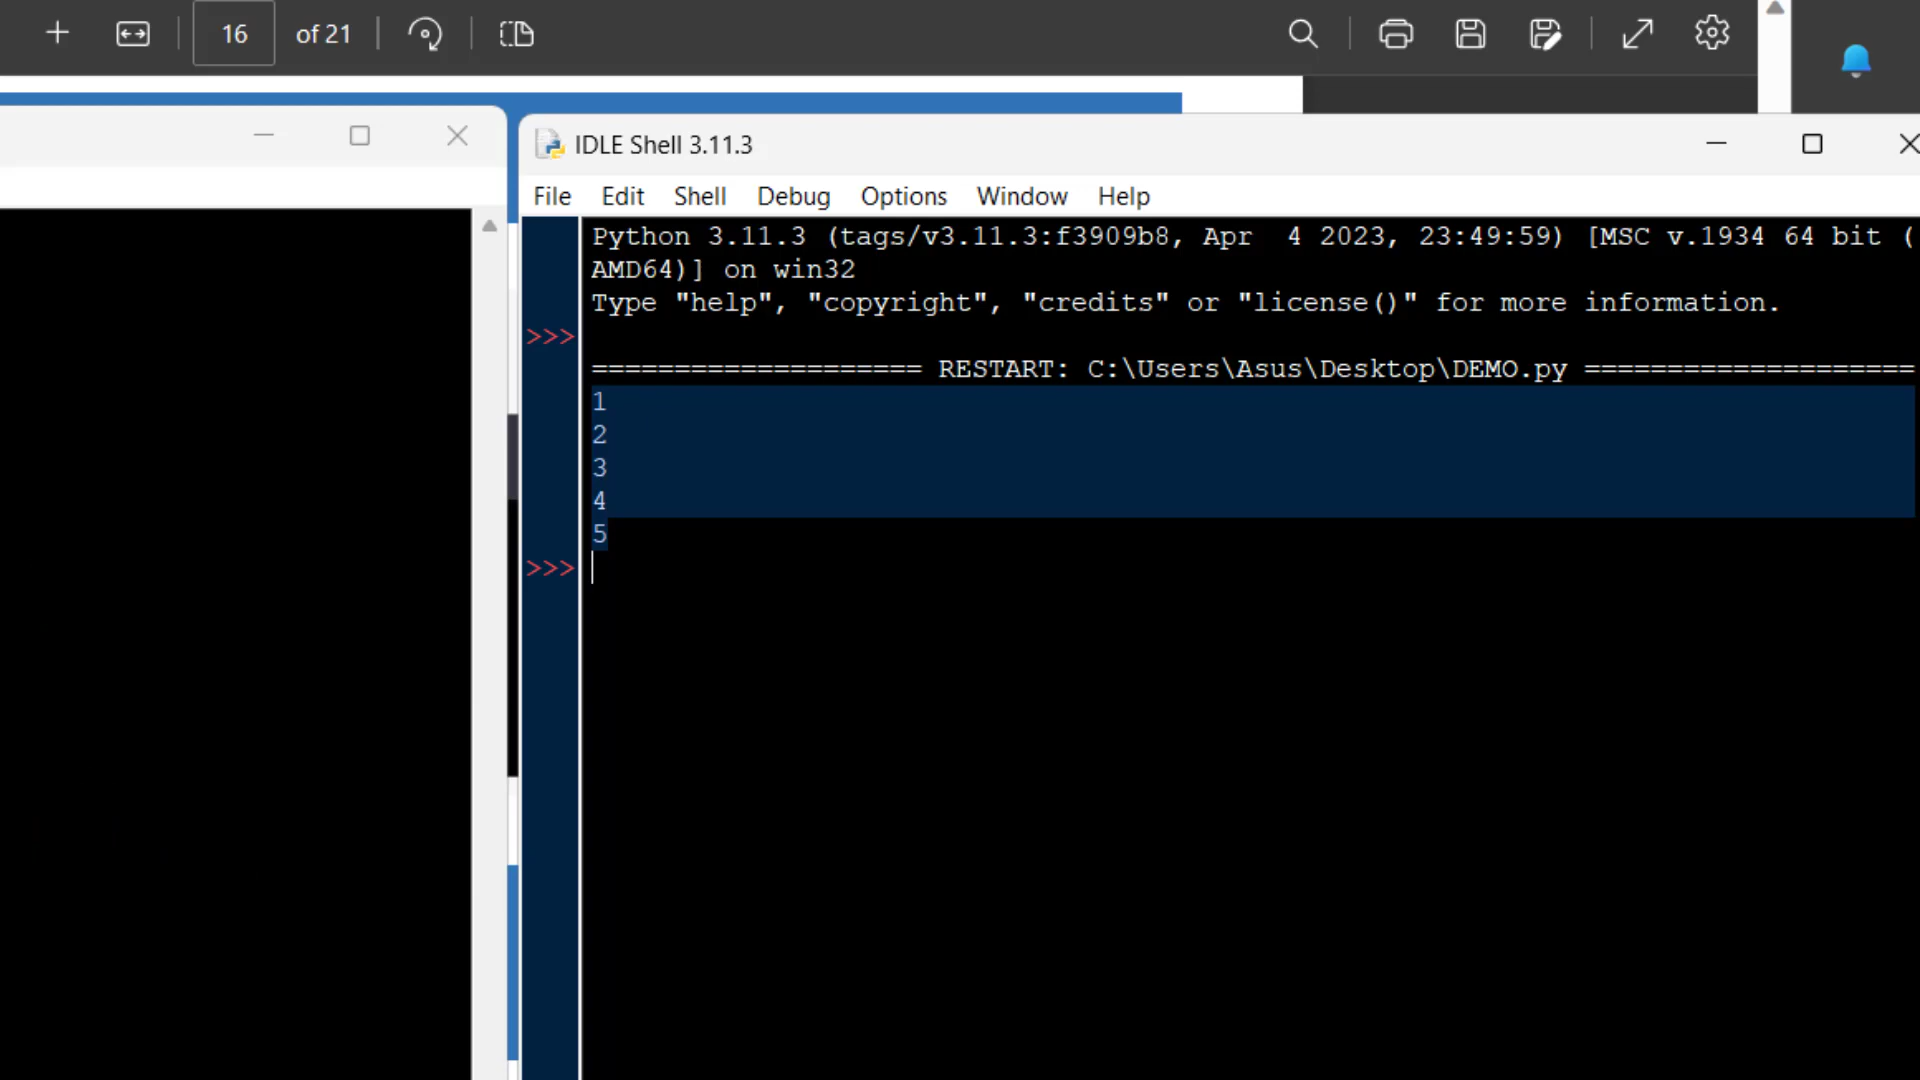 16 of 21
IDLE Shell 3.11.3
File Edit Shell Debug Options Window Help
Python 3.11.3 (tags/v3.11.3:f3909b8, Apr  4 2023, 23:49:59) [MSC v.1934 64 bit (
AMD64)] on win32
Type "help", "copyright", "credits" or "license()" for more information.
>>>
==================== RESTART: C:\Users\Asus\Desktop\DEMO.py ====================
1
2
3
4
5
>>>